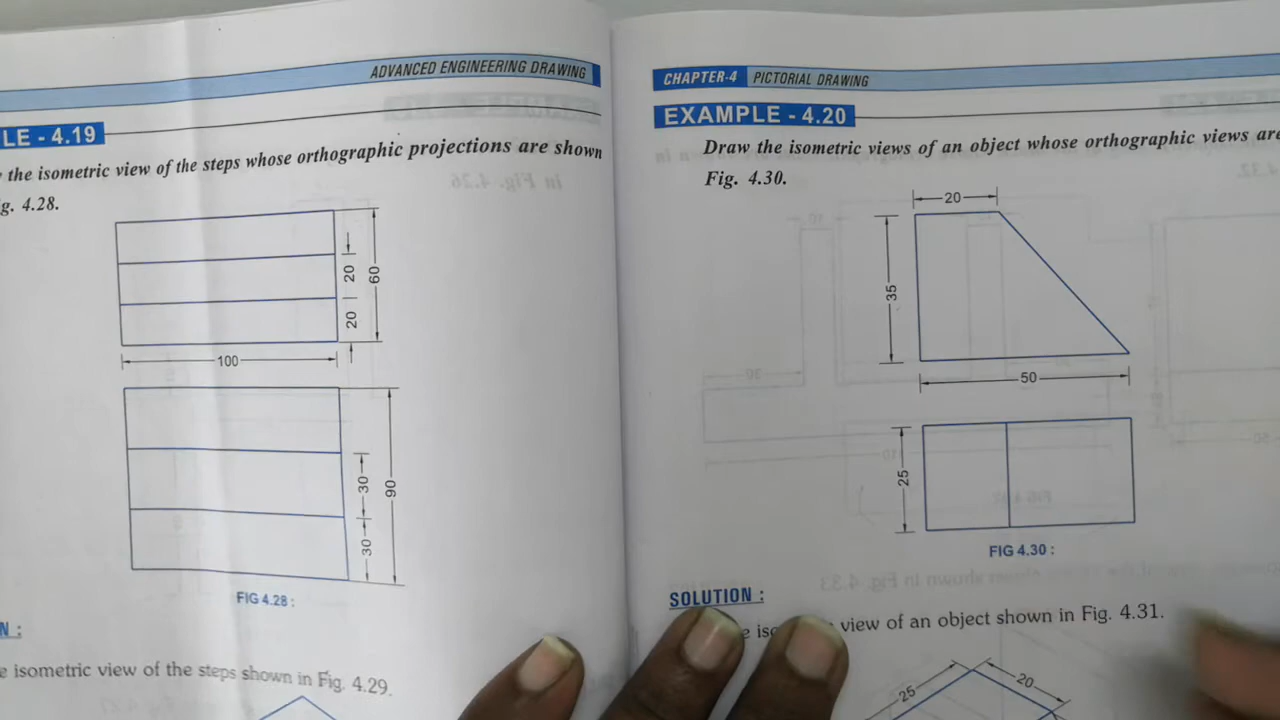 ADVANCED ENGINEERING DRAWING
LE - 4.19
the isometric view of the steps whose orthographic projections are shown
g. 4.28.
20
60
20
100
30
90
30
FIG 4.28 :
N :
e isometric view of the steps shown in Fig. 4.29.
CHAPTER-4 PICTORIAL DRAWING
EXAMPLE - 4.20
Draw the isometric views of an object whose orthographic views are
Fig. 4.30.
20
35
50
25
FIG 4.30 :
SOLUTION :
view of an object shown in Fig. 4.31.
25
20